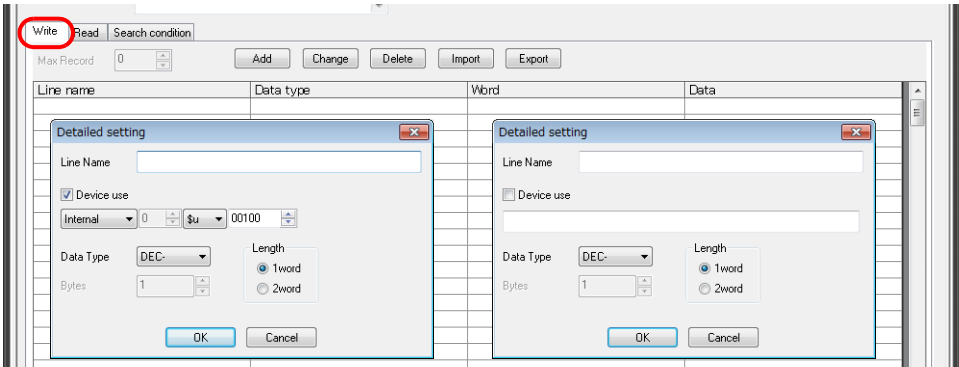 Write Read Search condition
Max Record 0 Add Change Delete Import Export
Line name Data type Word Data
Detailed setting
Line Name
Device use
Internal 0 $u 00100
Data Type DEC- Length
1word
Bytes 1 2word
OK Cancel
Detailed setting
Line Name
Device use
Data Type DEC- Length
1word
Bytes 1 2word
OK Cancel